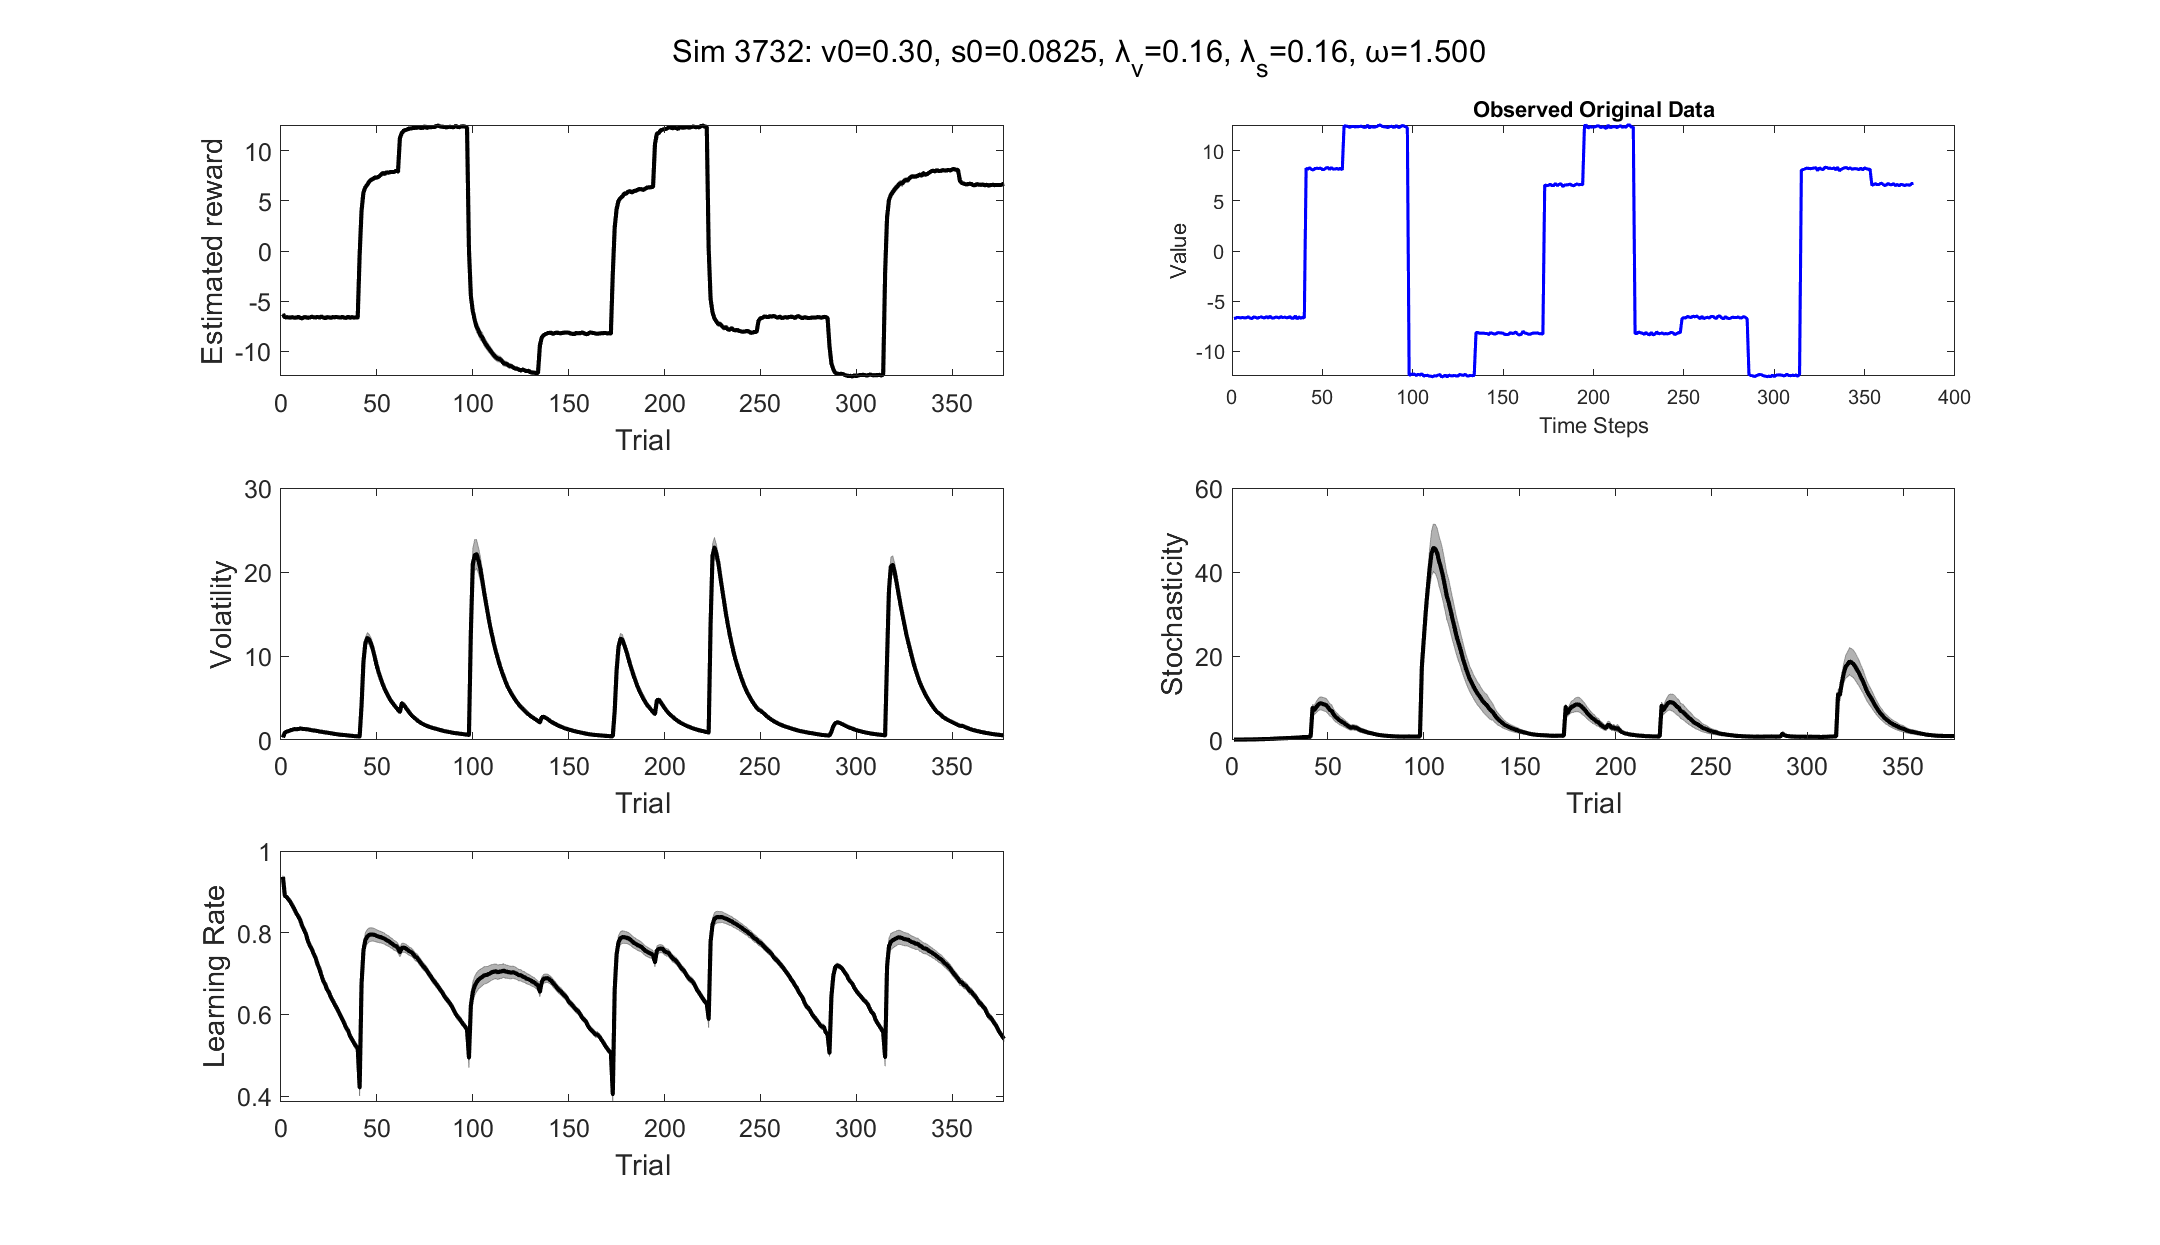 Sim 3732: v0=0.30, s0=0.0825, λ_v=0.16, λ_s=0.16, ω=1.500
Estimated reward
10
5
0
-5
-10
0 50 100 150 200 250 300 350
Trial
Observed Original Data
Value
10
5
0
-5
-10
0 50 100 150 200 250 300 350 400
Time Steps
Volatility
30
20
10
0
0 50 100 150 200 250 300 350
Trial
Stochasticity
60
40
20
0
0 50 100 150 200 250 300 350
Trial
Learning Rate
1
0.8
0.6
0.4
0 50 100 150 200 250 300 350
Trial